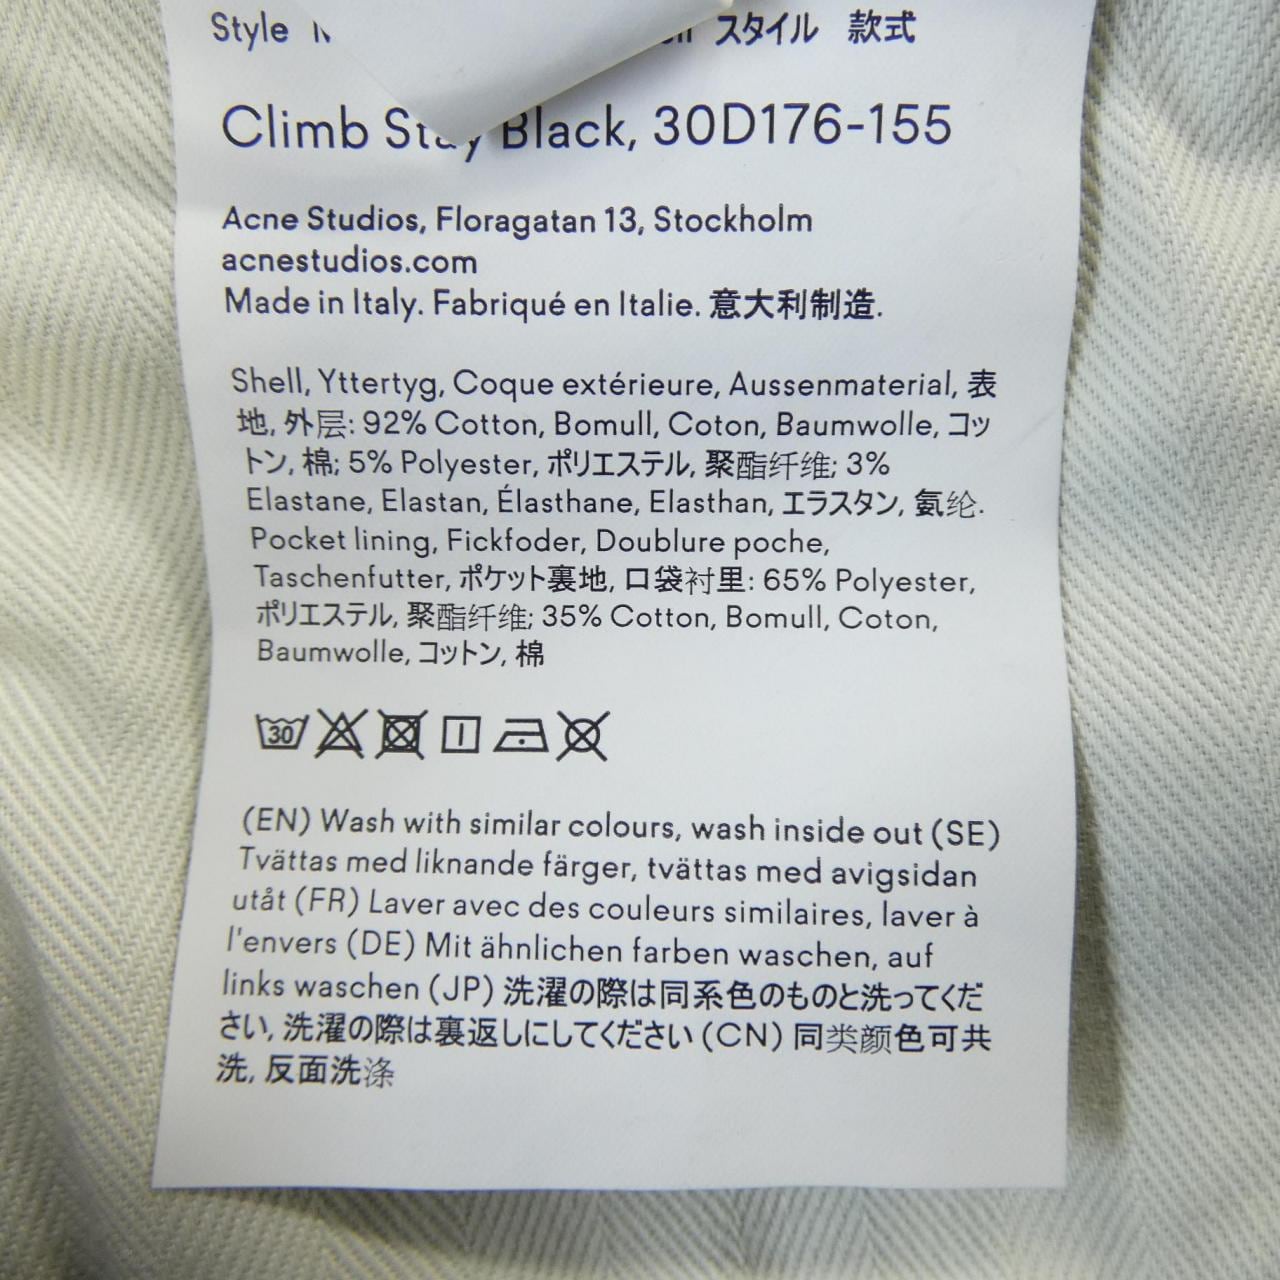 Style スタイル 款式
Climb Stay Black, 30D176-155
Acne Studios, Floragatan 13, Stockholm
acnestudios.com
Made in Italy. Fabriqué en Italie. 意大利制造.
Shell, Yttertyg, Coque extérieure, Aussenmaterial, 表
地, 外层: 92% Cotton, Bomull, Coton, Baumwolle, コッ
トン, 棉; 5% Polyester, ポリエステル, 聚酯纤维; 3%
Elastane, Elastan, Élasthane, Elasthan, エラスタン, 氨纶.
Pocket lining, Fickfoder, Doublure poche,
Taschenfutter, ポケット裏地, 口袋衬里: 65% Polyester,
ポリエステル, 聚酯纤维; 35% Cotton, Bomull, Coton,
Baumwolle, コットン, 棉
30
(EN) Wash with similar colours, wash inside out (SE)
Tvättas med liknande färger, tvättas med avigsidan
utåt (FR) Laver avec des couleurs similaires, laver à
l'envers (DE) Mit ähnlichen farben waschen, auf
links waschen (JP) 洗濯の際は同系色のものと洗ってくだ
さい, 洗濯の際は裏返しにしてください (CN) 同类颜色可共
洗, 反面洗涤